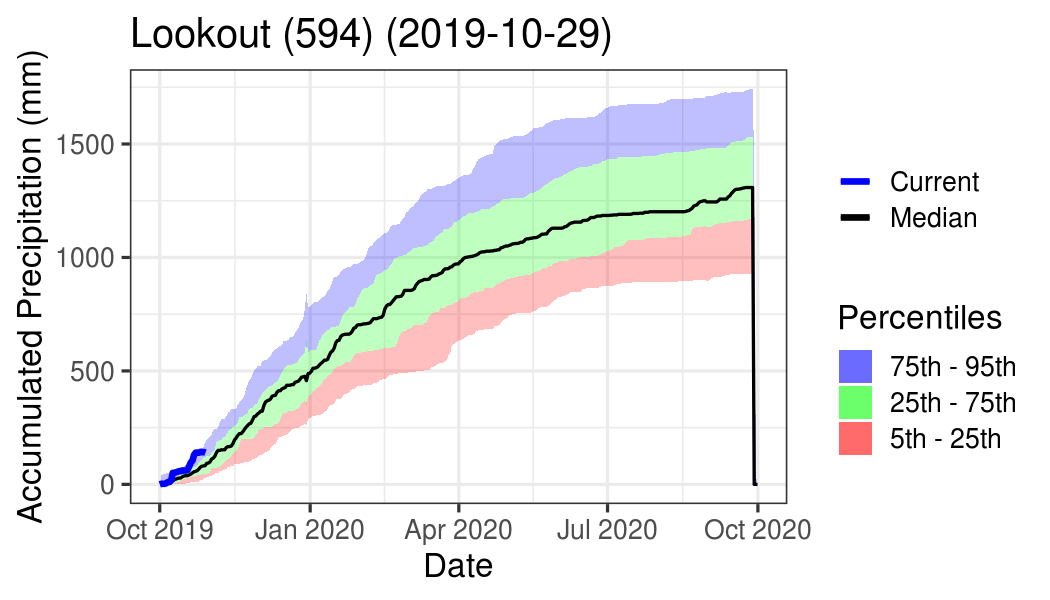 Lookout (594) (2019-10-29)
Accumulated Precipitation (mm)
1500
1000
500
0
Oct 2019
Jan 2020
Apr 2020
Jul 2020
Oct 2020
Date
Current
Median
Percentiles
75th - 95th
25th - 75th
5th - 25th